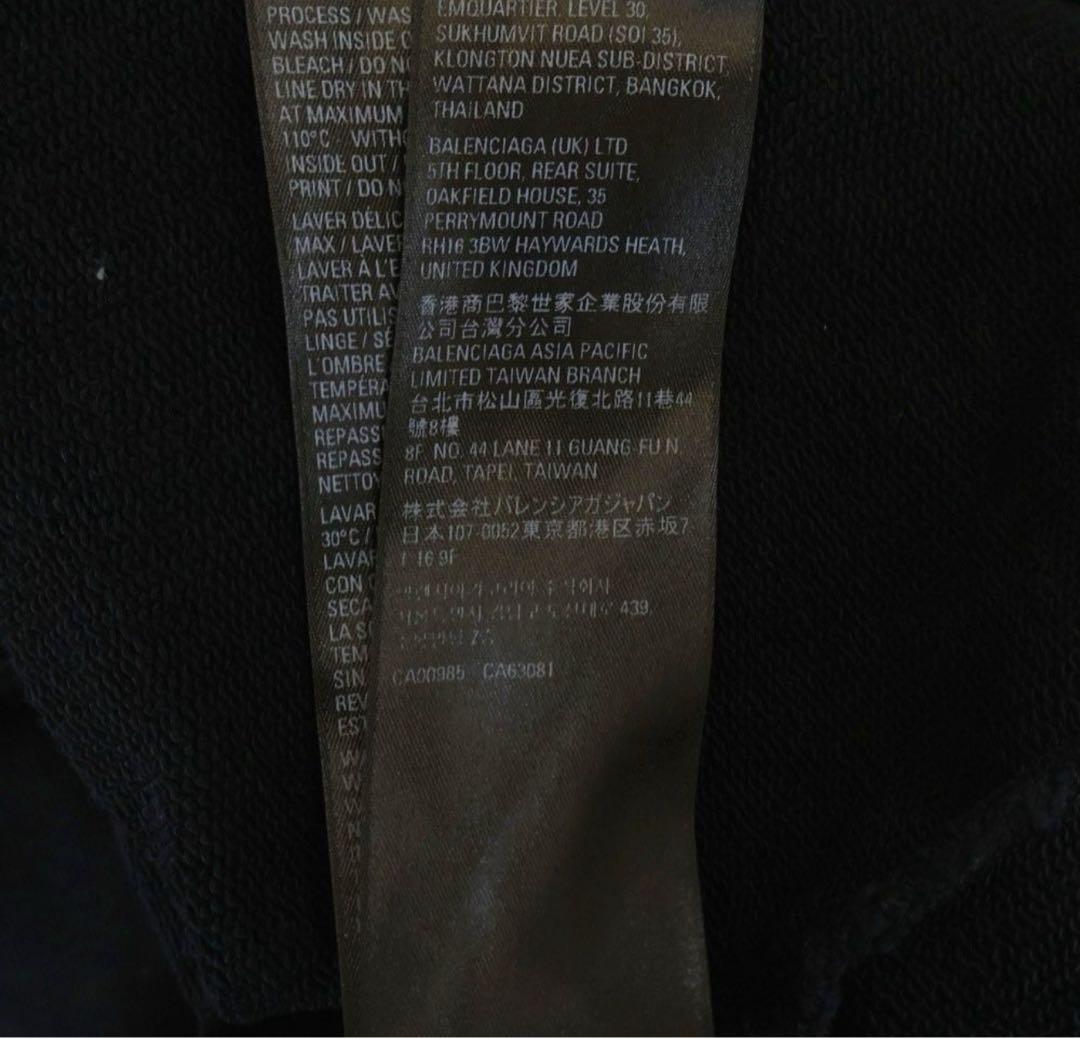 PROCESS / WAS
WASH INSIDE O
BLEACH / DO NO
LINE DRY IN TH
AT MAXIMUM
110°C WITHO
INSIDE OUT /
PRINT / DO N
LAVER DÉLIC
MAX / LAVER
LAVER À L'E
TRAITER AV
PAS UTILIS
LINGE / SÉ
L'OMBRE
TEMPÉRA
MAXIMU
REPASS
REPASS
NETTOY
LAVAR
30°C /
LAVAR
CON
SECA
LA S
TEM
SIN
REV
EST
W
W
W
EMQUARTIER LEVEL 30,
SUKHUMVIT ROAD (SOI 35),
KLONGTON NUEA SUB-DISTRICT,
WATTANA DISTRICT, BANGKOK,
THAILAND
BALENCIAGA (UK) LTD
5TH FLOOR, REAR SUITE,
OAKFIELD HOUSE, 35
PERRYMOUNT ROAD
RH16 3BW HAYWARDS HEATH,
UNITED KINGDOM
香港商巴黎世家企業股份有限
公司台灣分公司
BALENCIAGA ASIA PACIFIC
LIMITED TAIWAN BRANCH
台北市松山區光復北路11巷44
號8樓
8F. NO. 44 LANE 11 GUANG-FU N.
ROAD, TAPEI, TAIWAN
株式会社バレンシアガジャパン
日本107-0052東京都港区赤坂7-
1-16 9F
439,
CA00985 CA63081